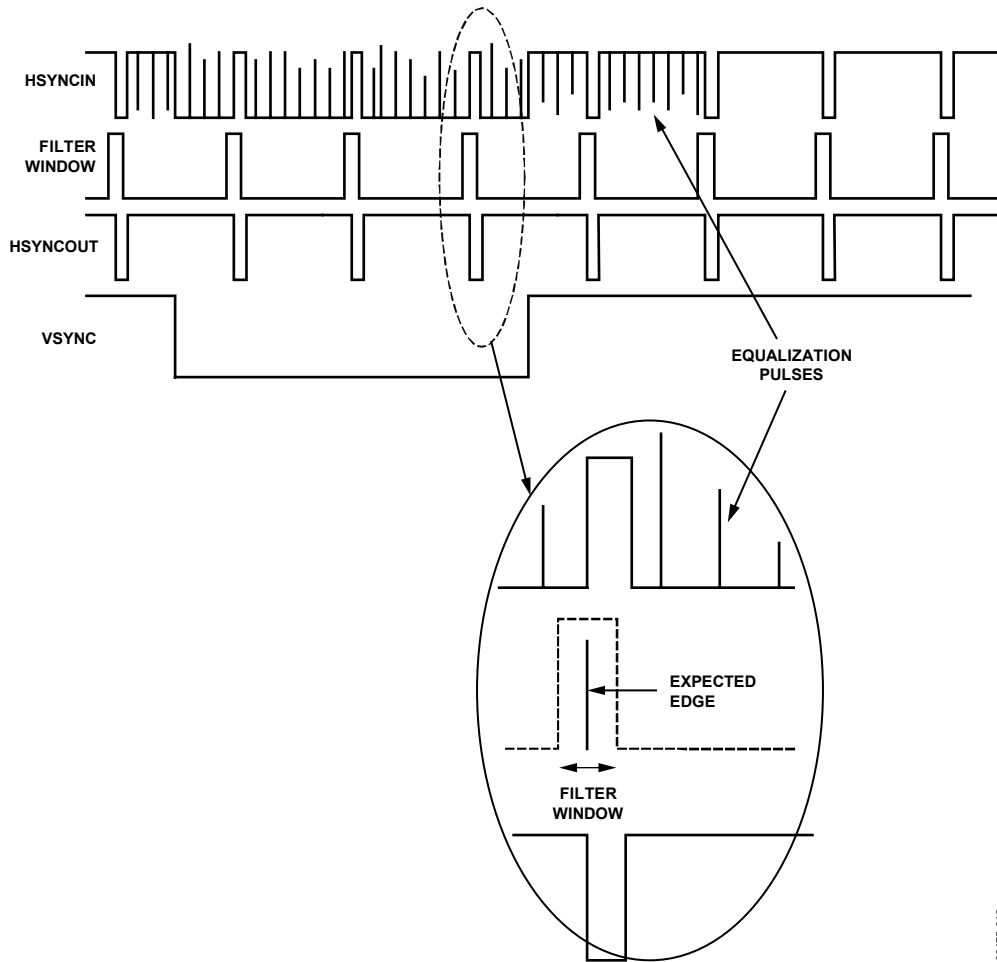 HSYNCIN
FILTER
WINDOW
HSYNCOUT
VSYNC
EQUALIZATION
PULSES
EXPECTED
EDGE
FILTER
WINDOW